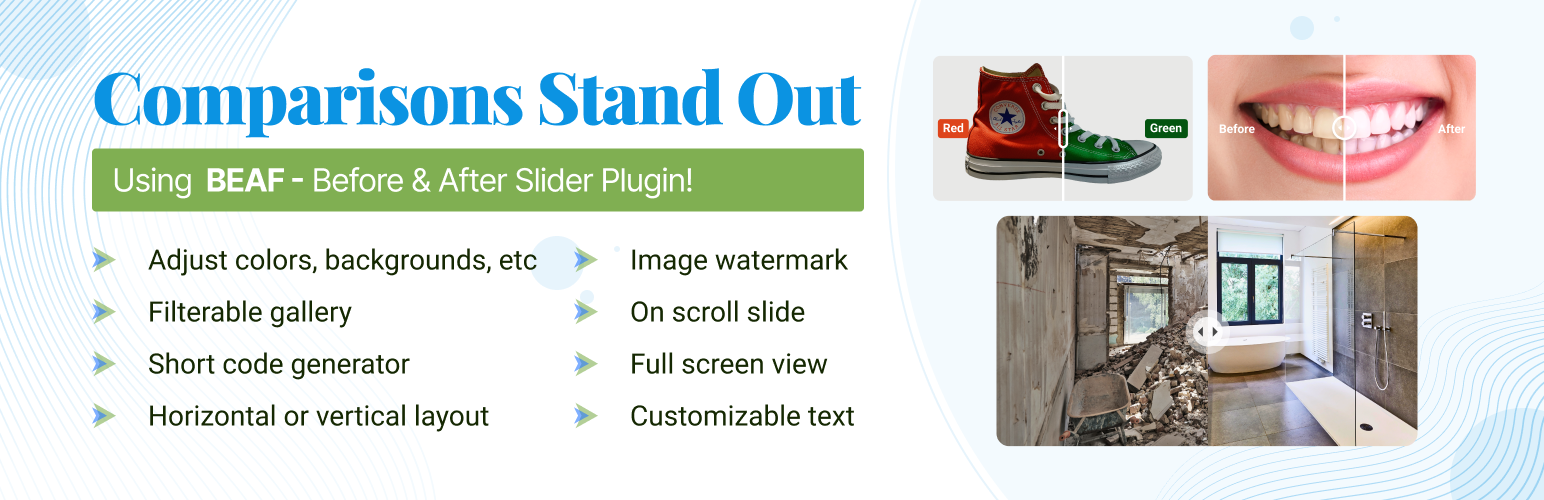 Comparisons Stand Out
Using BEAF - Before & After Slider Plugin!
Adjust colors, backgrounds, etc
Filterable gallery
Short code generator
Horizontal or vertical layout
Image watermark
On scroll slide
Full screen view
Customizable text
Red
Green
CONVERSE
Before
After